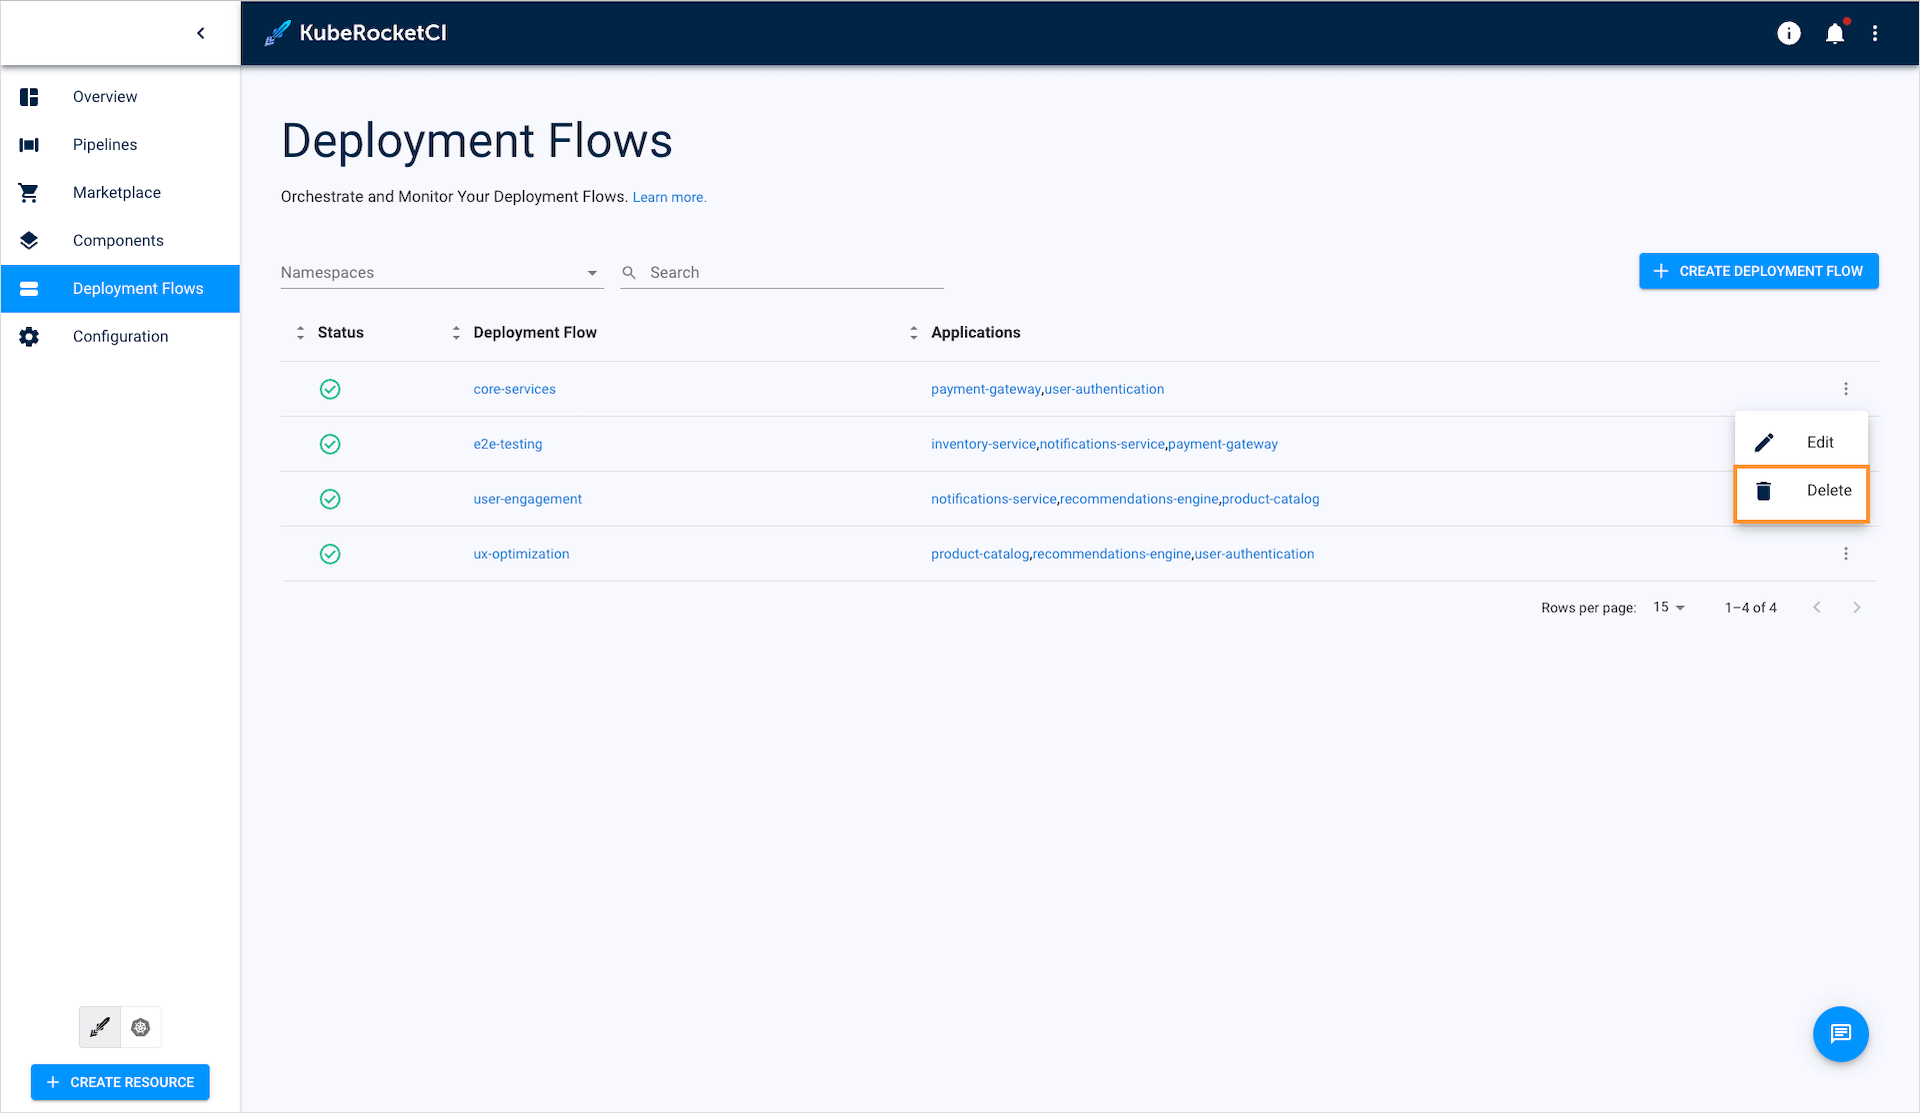 KubeRocketCI
Overview
Pipelines
Marketplace
Components
Deployment Flows
Configuration
CREATE RESOURCE
Deployment Flows
Orchestrate and Monitor Your Deployment Flows. Learn more.
Namespaces
Search
CREATE DEPLOYMENT FLOW
Status Deployment Flow Applications
core-services payment-gateway,user-authentication
e2e-testing inventory-service,notifications-service,payment-gateway
user-engagement notifications-service,recommendations-engine,product-catalog
ux-optimization product-catalog,recommendations-engine,user-authentication
Edit
Delete
Rows per page: 15 1–4 of 4